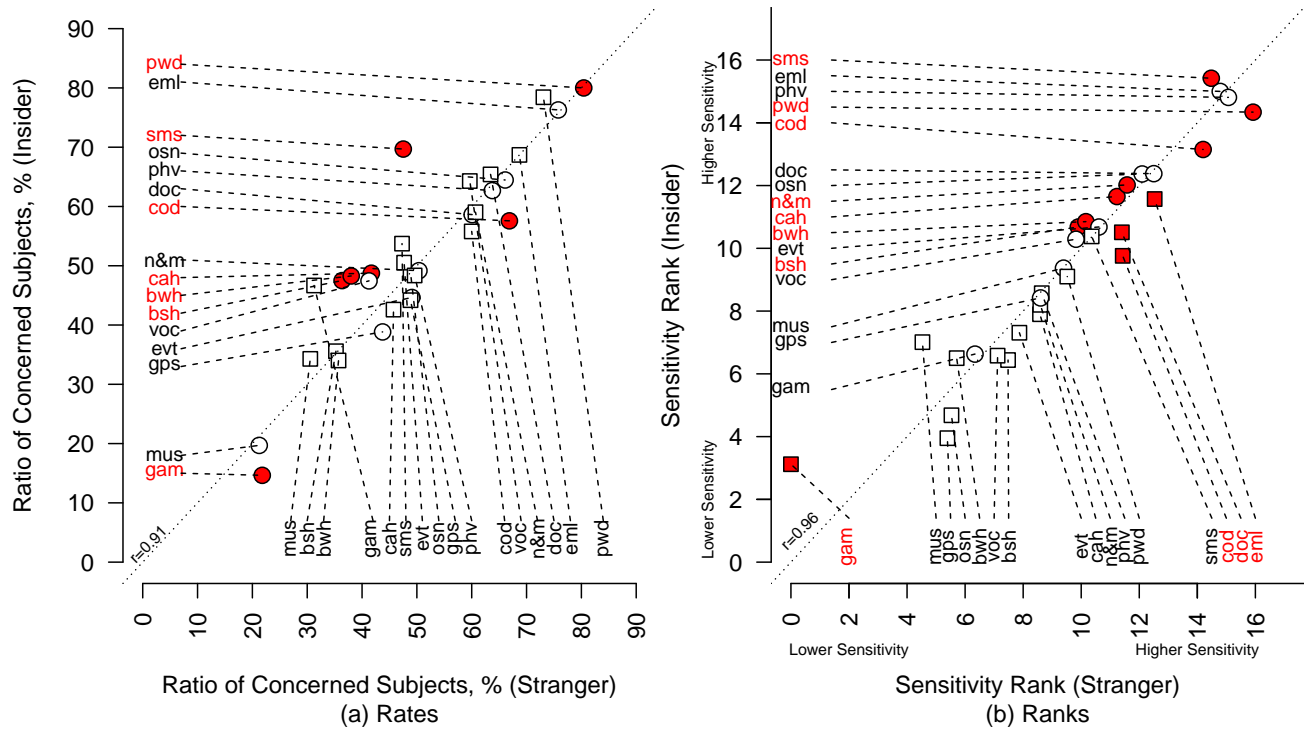 Ratio of Concerned Subjects, % (Insider)
90
80
70
60
50
40
30
20
10
0
pwd
eml
sms
osn
phv
doc
cod
n&m
cah
bwh
bsh
voc
evt
gps
mus
gam
r=0.91
mus
bsh
bwh
gam
cah
sms
evt
osn
gps
phv
cod
voc
n&m
doc
eml
pwd
0 10 20 30 40 50 60 70 80 90
Ratio of Concerned Subjects, % (Stranger)
(a) Rates
Sensitivity Rank (Insider)
Higher Sensitivity
Lower Sensitivity
16
14
12
10
8
6
4
2
0
sms
eml
phv
pwd
cod
doc
osn
n&m
cah
bwh
evt
bsh
voc
mus
gps
gam
r=0.96
gam
mus
gps
osn
bwh
voc
bsh
evt
cah
n&m
phv
pwd
sms
cod
doc
eml
0 2 4 6 8 10 12 14 16
Lower Sensitivity
Higher Sensitivity
Sensitivity Rank (Stranger)
(b) Ranks